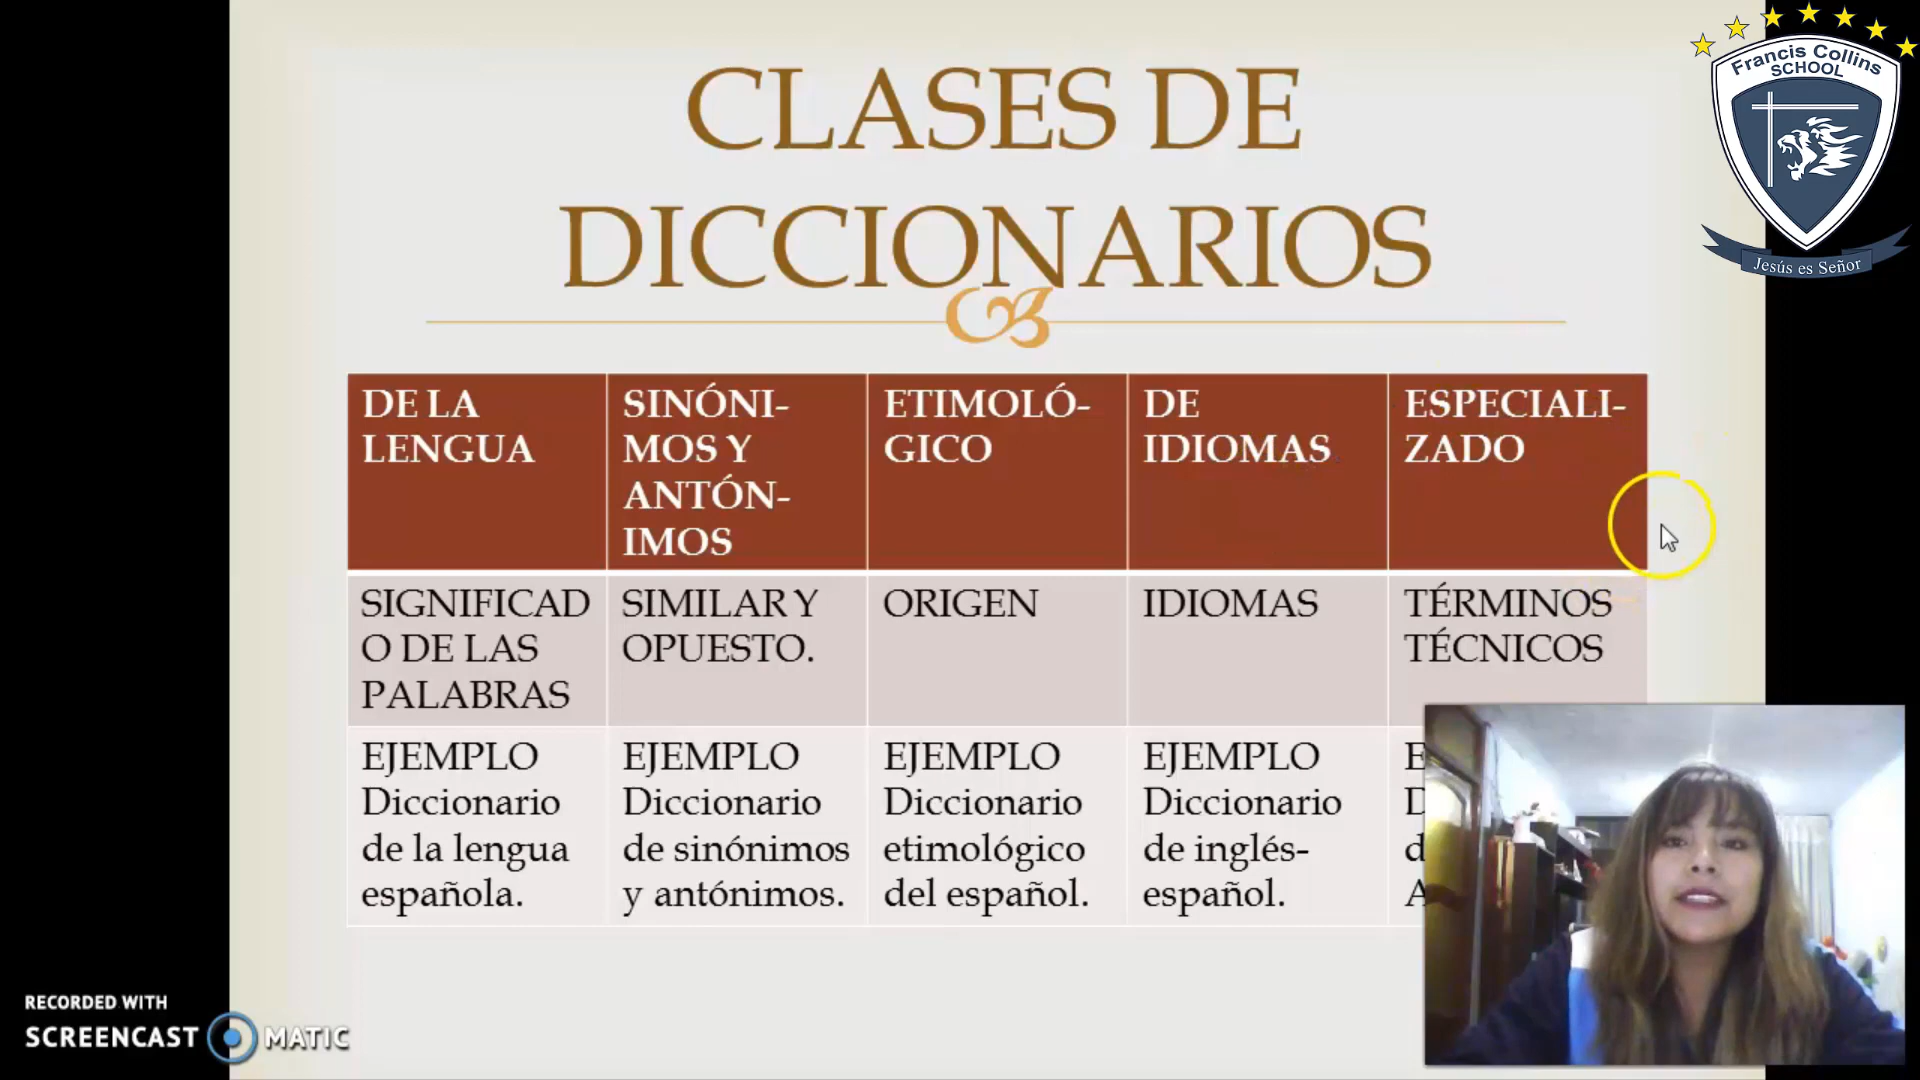 CLASES DE
DICCIONARIOS
Francis Collins
SCHOOL
Jesús es Señor
DE LA
LENGUA
SINÓNI-
MOS Y
ANTÓN-
IMOS
ETIMOLÓ-
GICO
DE
IDIOMAS
ESPECIALI-
ZADO
SIGNIFICAD
O DE LAS
PALABRAS
SIMILAR Y
OPUESTO.
ORIGEN
IDIOMAS
TÉRMINOS
TÉCNICOS
EJEMPLO
Diccionario
de la lengua
española.
EJEMPLO
Diccionario
de sinónimos
y antónimos.
EJEMPLO
Diccionario
etimológico
del español.
EJEMPLO
Diccionario
de inglés-
español.
RECORDED WITH
SCREENCAST MATIC